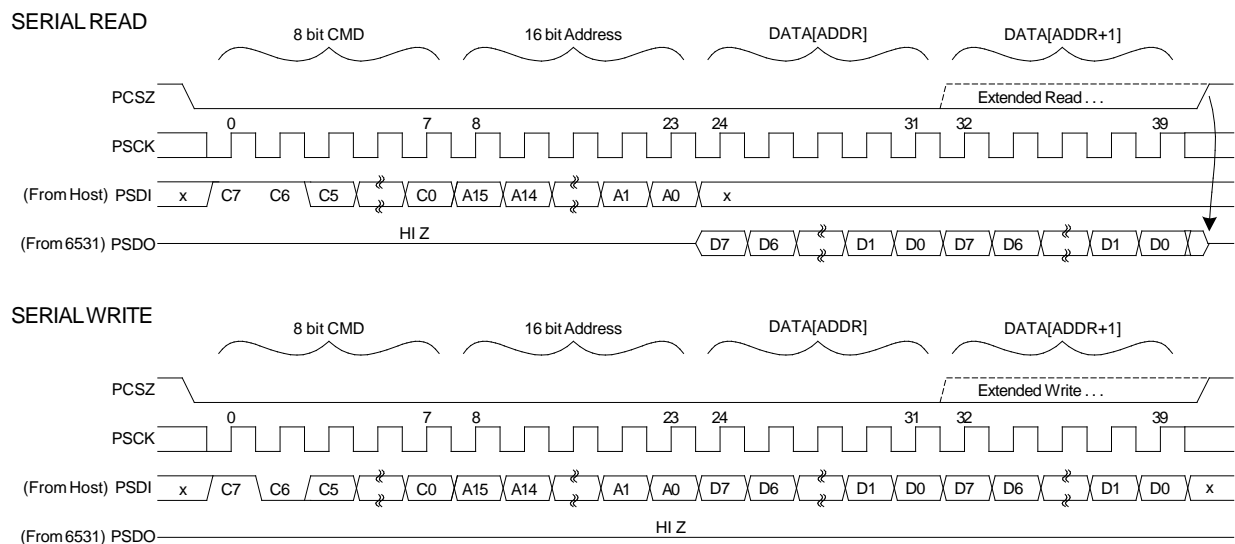 SERIAL READ
8 bit CMD 16 bit Address DATA[ADDR] DATA[ADDR+1]
PCSZ Extended Read . . .
0 7 8 23 24 31 32 39
PSCK
(From Host) PSDI x C7 C6 C5 C0 A15 A14 A1 A0 x
HI Z
(From 6531) PSDO D7 D6 D1 D0 D7 D6 D1 D0
SERIAL WRITE
8 bit CMD 16 bit Address DATA[ADDR] DATA[ADDR+1]
PCSZ Extended Write . . .
0 7 8 23 24 31 32 39
PSCK
(From Host) PSDI x C7 C6 C5 C0 A15 A14 A1 A0 D7 D6 D1 D0 D7 D6 D1 D0 x
HI Z
(From 6531) PSDO